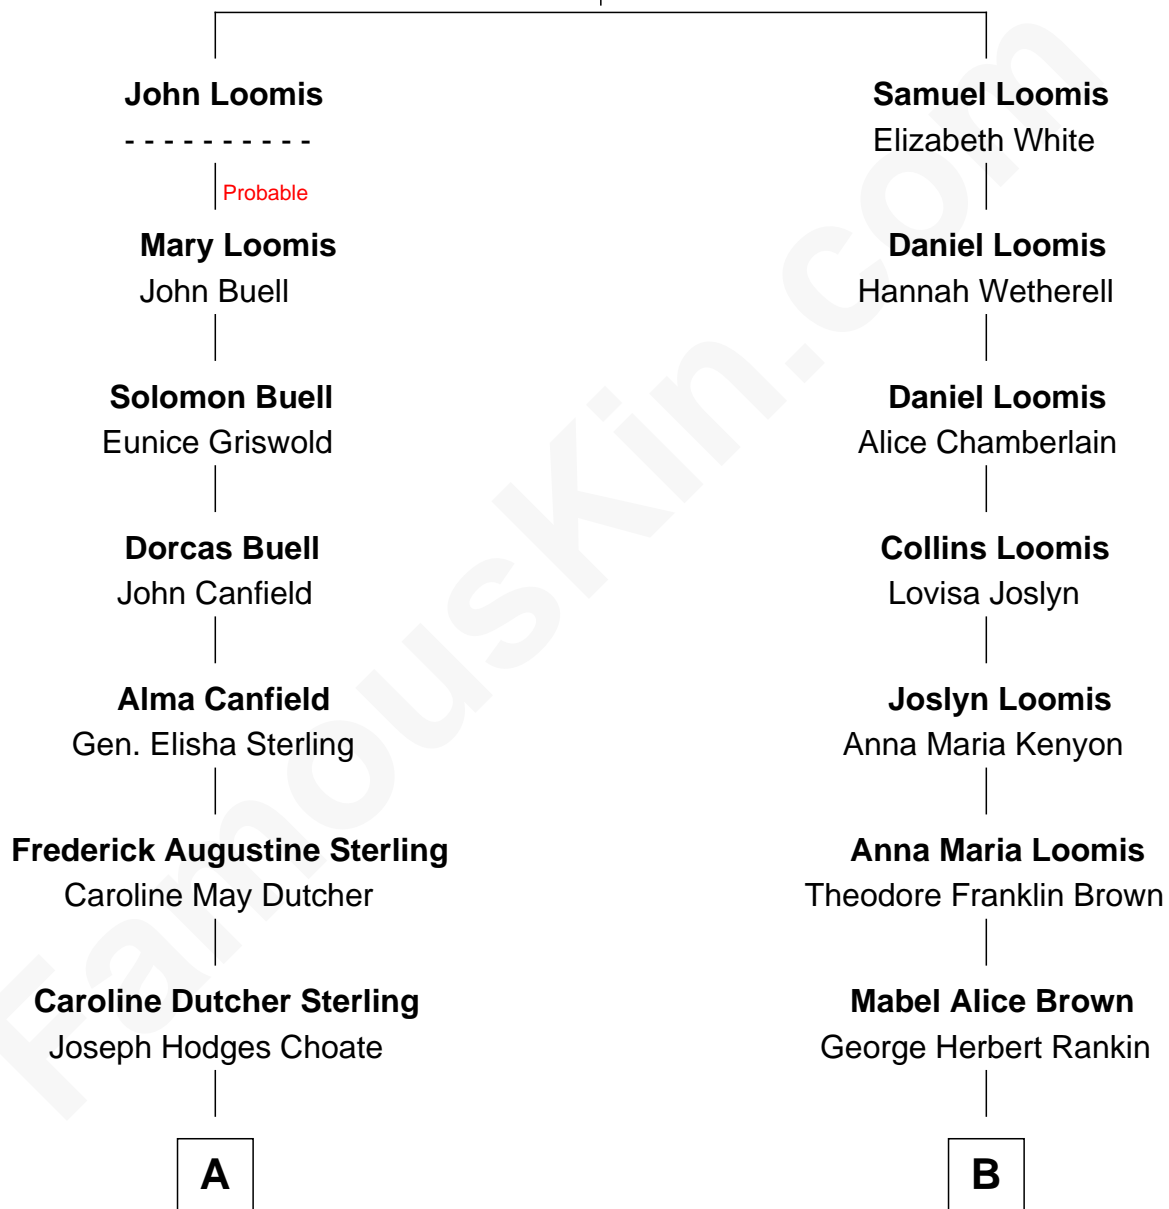 John Loomis
- - - - - - - - - -
Probable
Mary Loomis
John Buell
Solomon Buell
Eunice Griswold
Dorcas Buell
John Canfield
Alma Canfield
Gen. Elisha Sterling
Frederick Augustine Sterling
Caroline May Dutcher
Caroline Dutcher Sterling
Joseph Hodges Choate
A
Samuel Loomis
Elizabeth White
Daniel Loomis
Hannah Wetherell
Daniel Loomis
Alice Chamberlain
Collins Loomis
Lovisa Joslyn
Joslyn Loomis
Anna Maria Kenyon
Anna Maria Loomis
Theodore Franklin Brown
Mabel Alice Brown
George Herbert Rankin
B
FamousKin.com